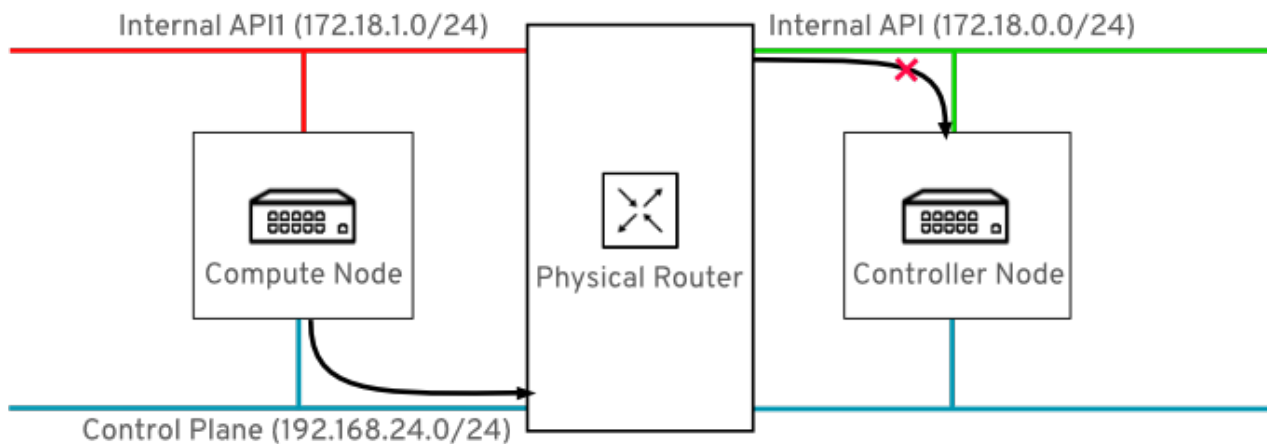 Internal API1 (172.18.1.0/24)
Internal API (172.18.0.0/24)
Compute Node
Physical Router
Controller Node
Control Plane (192.168.24.0/24)